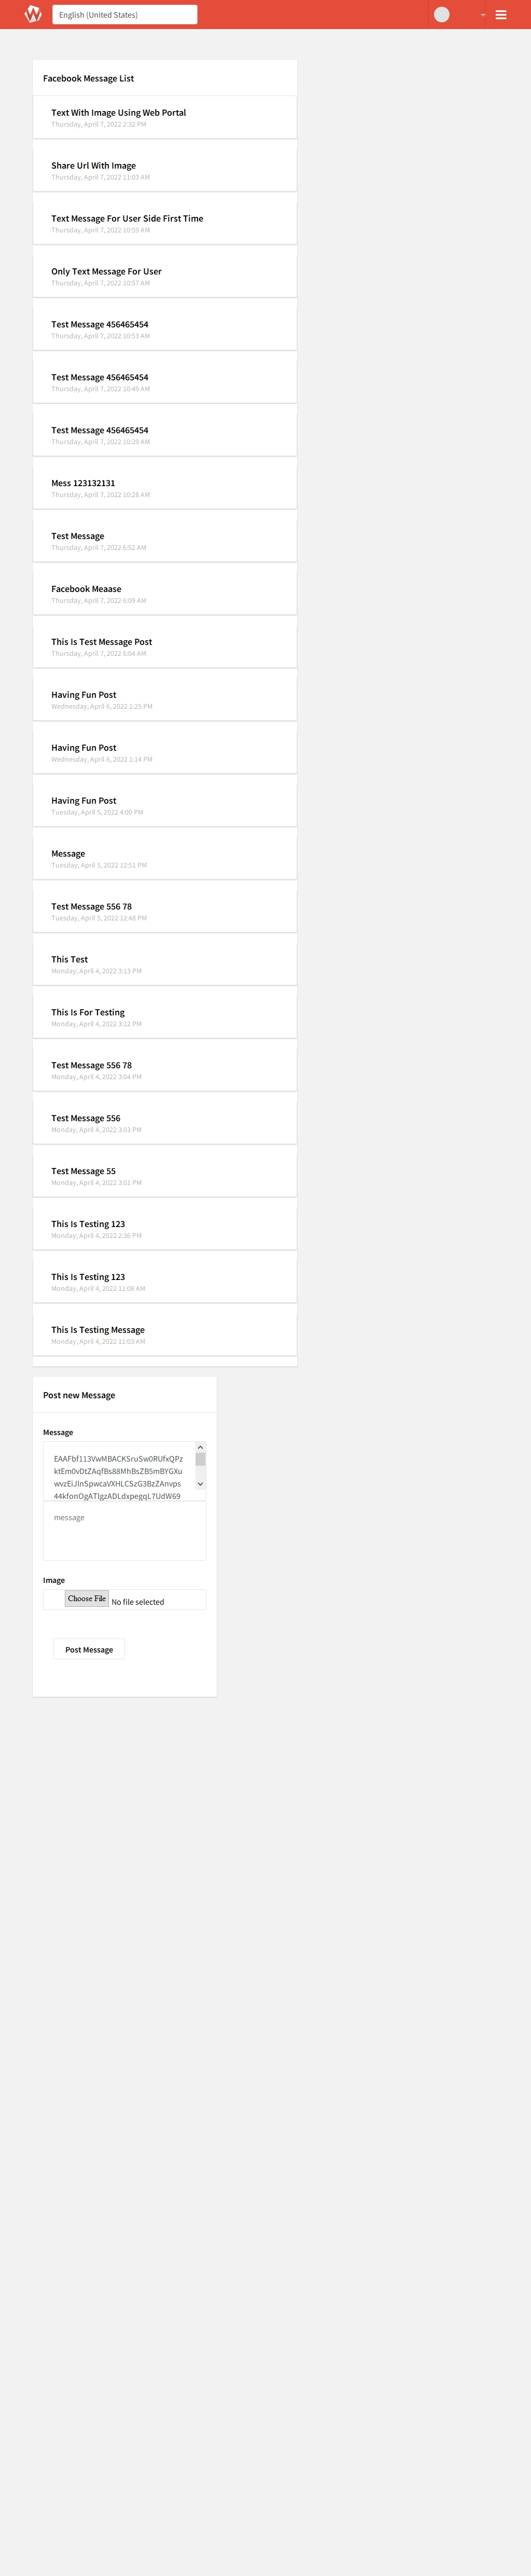 English (United States)
Facebook Message List
Text With Image Using Web Portal
Thursday, April 7, 2022 2:32 PM
Share Url With Image
Thursday, April 7, 2022 11:03 AM
Text Message For User Side First Time
Thursday, April 7, 2022 10:59 AM
Only Text Message For User
Thursday, April 7, 2022 10:57 AM
Test Message 456465454
Thursday, April 7, 2022 10:53 AM
Test Message 456465454
Thursday, April 7, 2022 10:49 AM
Test Message 456465454
Thursday, April 7, 2022 10:29 AM
Mess 123132131
Thursday, April 7, 2022 10:28 AM
Test Message
Thursday, April 7, 2022 6:52 AM
Facebook Meaase
Thursday, April 7, 2022 6:09 AM
This Is Test Message Post
Thursday, April 7, 2022 6:04 AM
Having Fun Post
Wednesday, April 6, 2022 1:25 PM
Having Fun Post
Wednesday, April 6, 2022 1:14 PM
Having Fun Post
Tuesday, April 5, 2022 4:00 PM
Message
Tuesday, April 5, 2022 12:51 PM
Test Message 556 78
Tuesday, April 5, 2022 12:48 PM
This Test
Monday, April 4, 2022 3:13 PM
This Is For Testing
Monday, April 4, 2022 3:12 PM
Test Message 556 78
Monday, April 4, 2022 3:04 PM
Test Message 556
Monday, April 4, 2022 3:03 PM
Test Message 55
Monday, April 4, 2022 3:01 PM
This Is Testing 123
Monday, April 4, 2022 2:36 PM
This Is Testing 123
Monday, April 4, 2022 11:08 AM
This Is Testing Message
Monday, April 4, 2022 11:03 AM
Post new Message
Message
EAAFbf113VwMBACKSruSw0RUfxQPz
ktEm0vDtZAqfBs88MhBsZB5mBYGXu
wvzEiJInSpwcaVXHLCSzG3BzZAnvps
44kfonOgATlgzADLdxpegqL7UdW69
message
Image
Choose File No file selected
Post Message